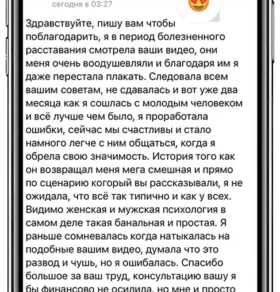 сегодня в 03:27
Здравствуйте, пишу вам чтобы
поблагодарить, я в период болезненного
расставания смотрела ваши видео, они
меня очень воодушевляли и благодаря им я
даже перестала плакать. Следовала всем
вашим советам, не сдавалась и вот уже два
месяца как я сошлась с молодым человеком
и всё лучше чем было, я проработала
ошибки, сейчас мы счастливы и стало
намного легче с ним общаться, когда я
обрела свою значимость. История того как
он возвращал меня мега смешная и прямо
по сценарию когорый вы рассказывали, я не
ожидала, что всё так типично и как у всех.
Видимо женская и мужская психология в
самом деле такая банальная и простая. Я
раньше сомневалась когда натыкалась на
подобные вашим видео, думала что это
развод и чушь, но я ошибалась. Спасибо
большое за ваш труд, консультацию вашу я
бы финансово не осилила, но мне и просто